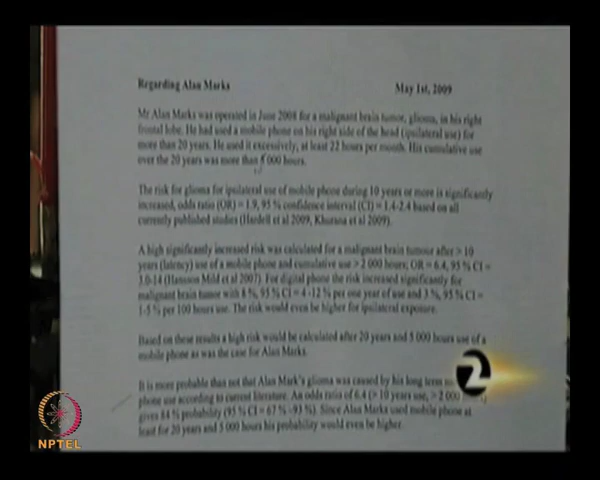 Regarding Alan Marks May 1st, 2009
Mr Alan Marks was operated in June 2008 for a malignant brain tumor, glioma, in his right
frontal lobe. He had used a mobile phone on his right side of the head (ipsilateral use) for
more than 20 years. He used it excessively, at least 22 hours per month. His cumulative use
over the 20 years was more than 5 000 hours.
The risk for glioma for ipsilateral use of mobile phone during 10 years or more is significantly
increased, odds ratio (OR) = 1.9, 95 % confidence interval (CI) = 1.4-2.4 based on all
currently published studies (Hardell et al 2009, Khurana et al 2009).
A high significantly increased risk was calculated for a malignant brain tumour after > 10
years (latency) use of a mobile phone and cumulative use > 2 000 hours; OR = 6.4, 95 % CI =
3.0-14 (Hansson Mild et al 2007). For digital phone the risk increased significantly for
malignant brain tumor with 8 %, 95 % CI = 4 -12 % per one year of use and 3 %, 95 % CI =
1-5 % per 100 hours use. The risk would even be higher for ipsilateral exposure.
Based on these results a high risk would be calculated after 20 years and 5 000 hours use of a
mobile phone as was the case for Alan Marks.
It is more probable than not that Alan Mark's glioma was caused by his long term
phone use according to current literature. An odds ratio of 6.4 (> 10 years use, > 2 000
gives 84 % probability (95 % CI = 67 % -93 %). Since Alan Marks used mobile phone at
least for 20 years and 5 000 hours his probability would even be higher.
2
NPTEL